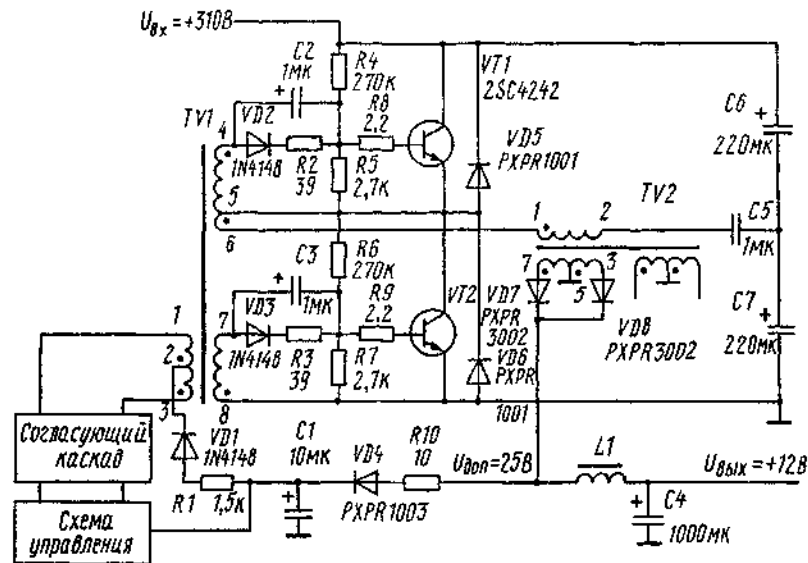 Uвх=+310В
C2
1мк
R4
270к
VT1
2SC4242
R8
2,2
C6
220мк
TV1
4
VD2
1N4148
R2
39
R5
2,7к
VD5
PXPR1001
5
6
TV2
1
2
C5
1мк
C3
1мк
R6
270к
R9
2,2
VT2
7
3
5
VD7
PXPR
3002
VD8
PXPR3002
C7
220мк
1
2
3
7
VD3
1N4148
R3
39
R7
2,7к
VD6
PXPR
1001
8
Согласующий
каскад
VD1
1N4148
C1
10мк
VD4
PXPR1003
R10
10
Uдоп=25В
L1
Uвых=+12В
R1
1,5к
C4
1000мк
Схема
управления